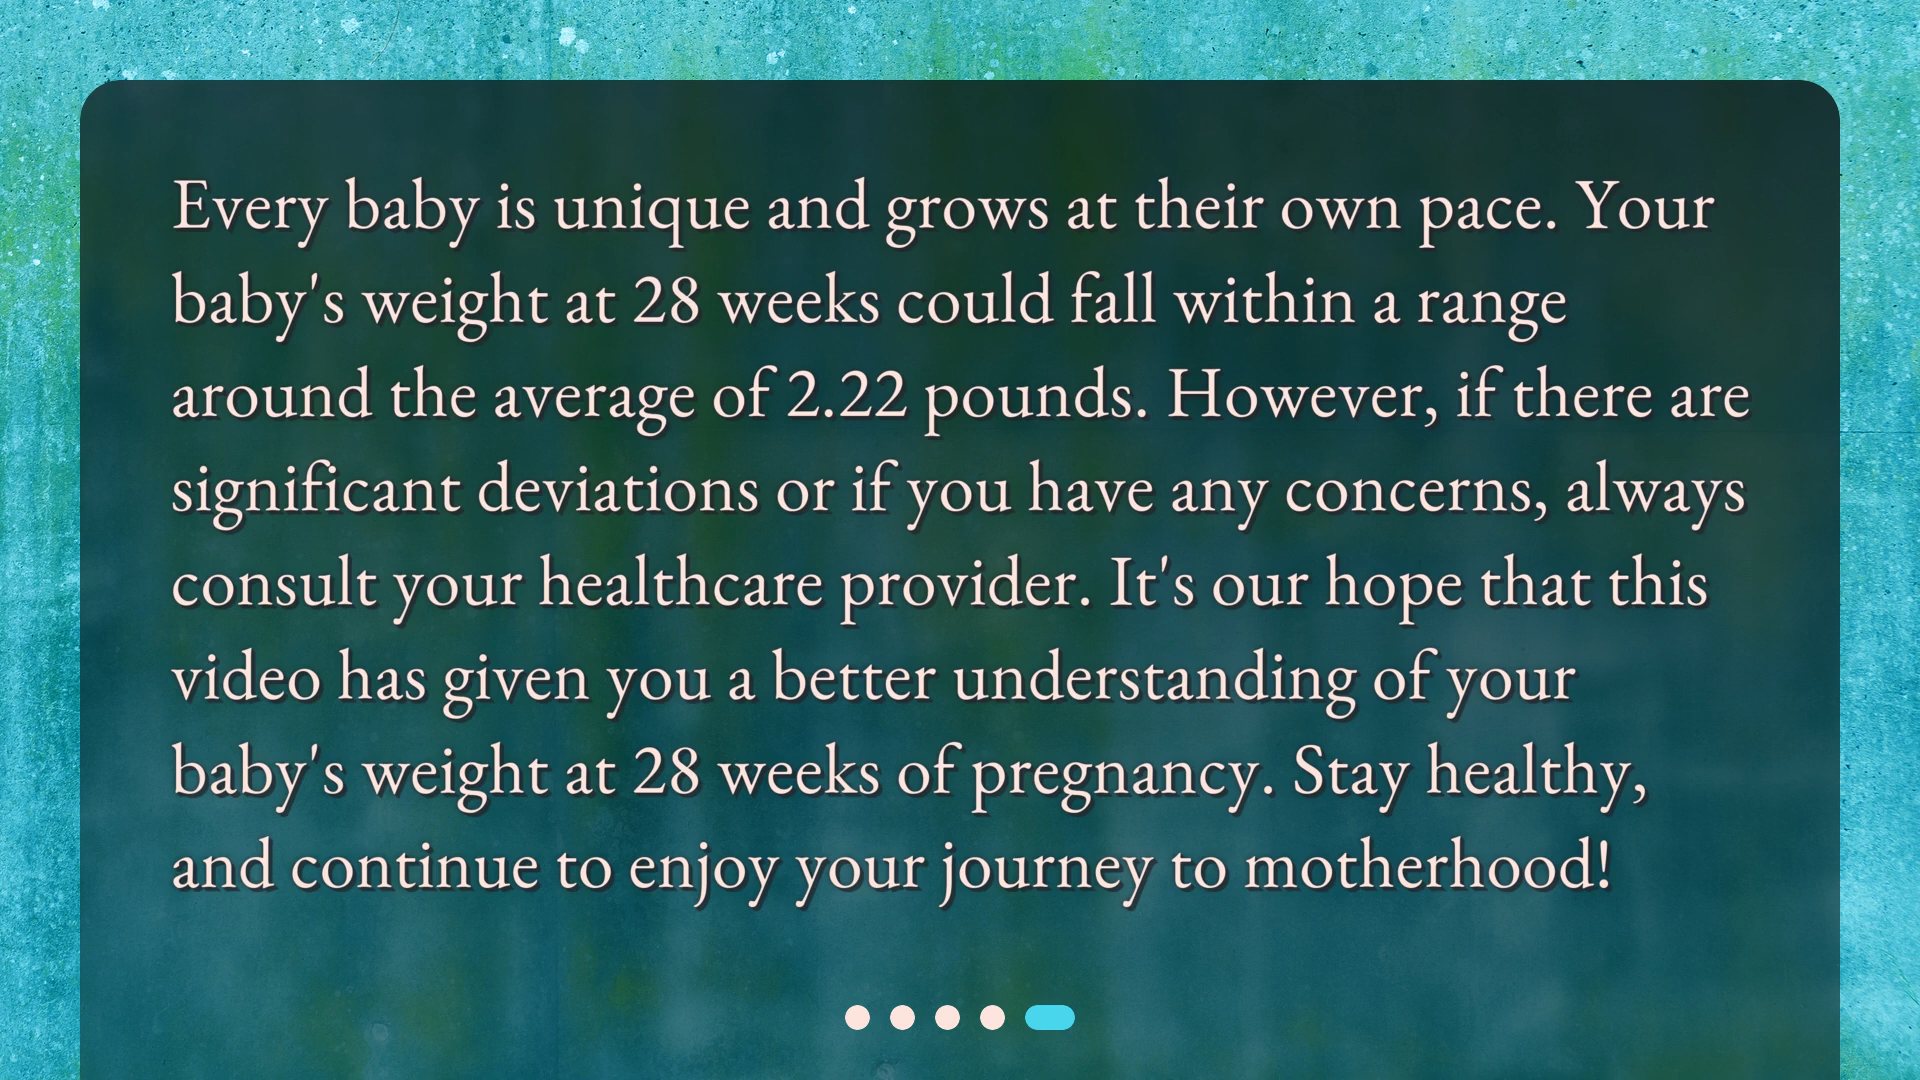 Every baby is unique and grows at their own pace. Your
baby's weight at 28 weeks could fall within a range
around the average of 2.22 pounds. However, if there are
significant deviations or if you have any concerns, always
consult your healthcare provider. It's our hope that this
video has given you a better understanding of your
baby's weight at 28 weeks of pregnancy. Stay healthy,
and continue to enjoy your journey to motherhood!